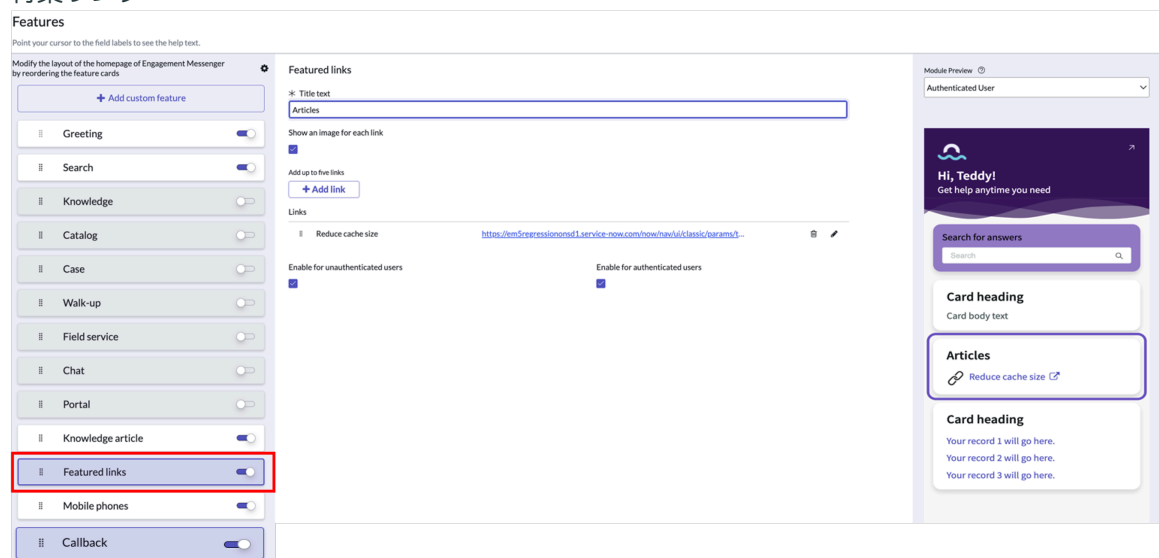 Features
Point your cursor to the field labels to see the help text.
Modify the layout of the homepage of Engagement Messenger
by reordering the feature cards
+ Add custom feature
Greeting
Search
Knowledge
Catalog
Case
Walk-up
Field service
Chat
Portal
Knowledge article
Featured links
Mobile phones
Callback
Featured links
* Title text
Articles
Show an image for each link
Add up to five links
+ Add link
Links
Reduce cache size https://em5regressiononsd1.service-now.com/now/nav/ui/classic/params/t...
Enable for unauthenticated users Enable for authenticated users
Module Preview
Authenticated User
Hi, Teddy!
Get help anytime you need
Search for answers
Search
Card heading
Card body text
Articles
Reduce cache size
Card heading
Your record 1 will go here.
Your record 2 will go here.
Your record 3 will go here.